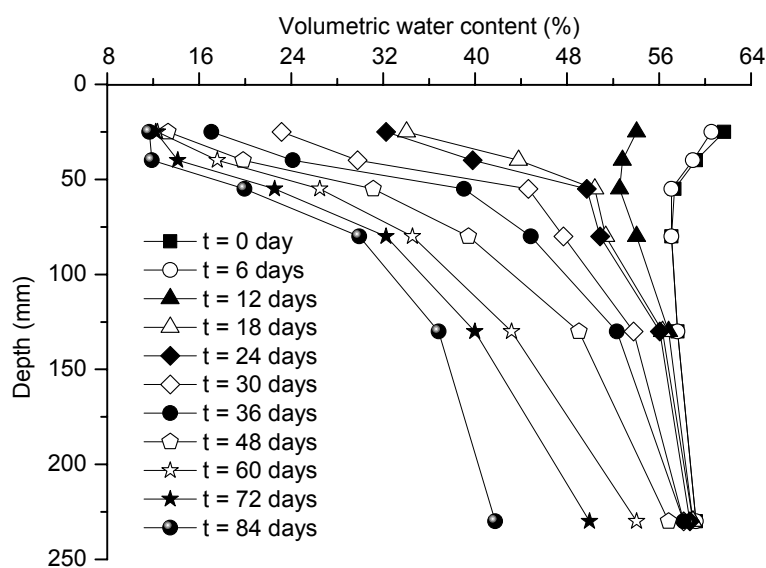 Volumetric water content (%)
8 16 24 32 40 48 56 64
0
50
100
150
200
250
Depth (mm)
t = 0 day
t = 6 days
t = 12 days
t = 18 days
t = 24 days
t = 30 days
t = 36 days
t = 48 days
t = 60 days
t = 72 days
t = 84 days